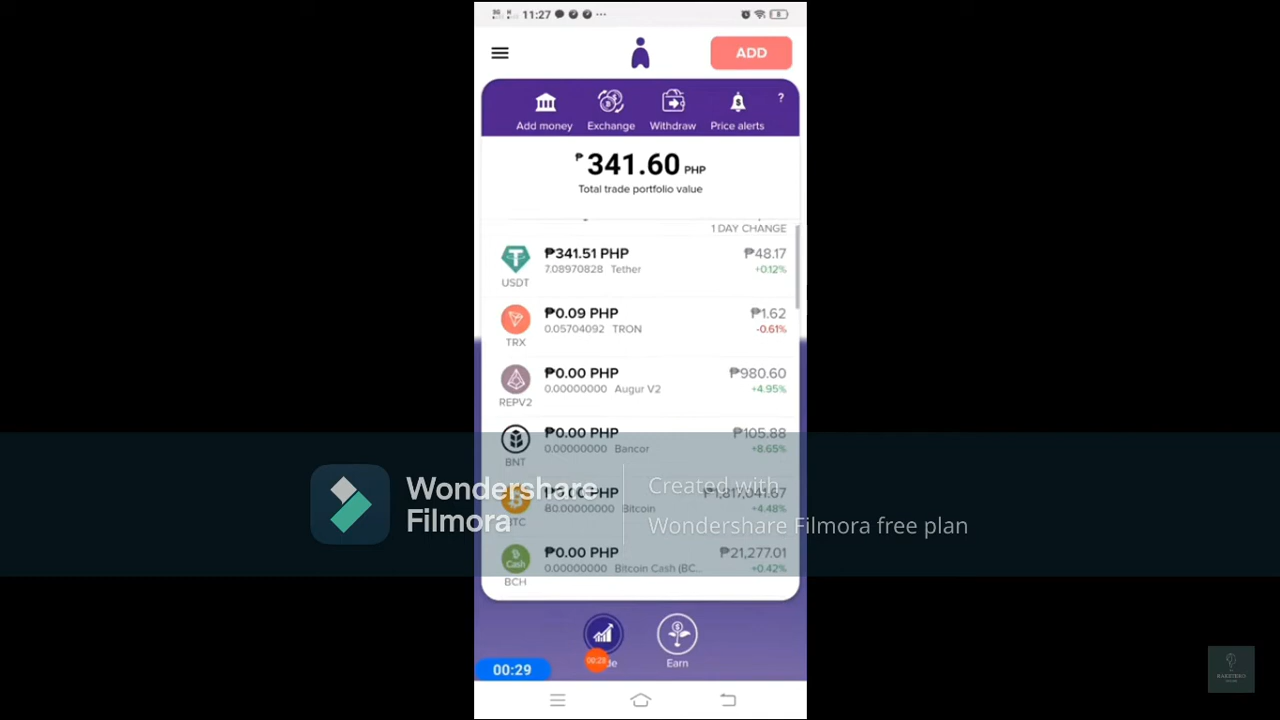 11:27
ADD
Add money
Exchange
Withdraw
Price alerts
?
₱341.60 PHP
Total trade portfolio value
1 DAY CHANGE
USDT
₱341.51 PHP
7.08970828 Tether
₱48.17
+0.12%
TRX
₱0.09 PHP
0.05704092 TRON
₱1.62
-0.61%
REPV2
₱0.00 PHP
0.00000000 Augur V2
₱980.60
+4.95%
BNT
₱0.00 PHP
0.00000000 Bancor
₱105.88
+8.65%
₱0.00 PHP
Bitcoin
+4.48%
Wondershare
Filmora
Created with
Wondershare Filmora free plan
Cash
BCH
₱0.00 PHP
0.00000000 Bitcoin Cash (BC...
₱21,277.01
+0.42%
Earn
00:29